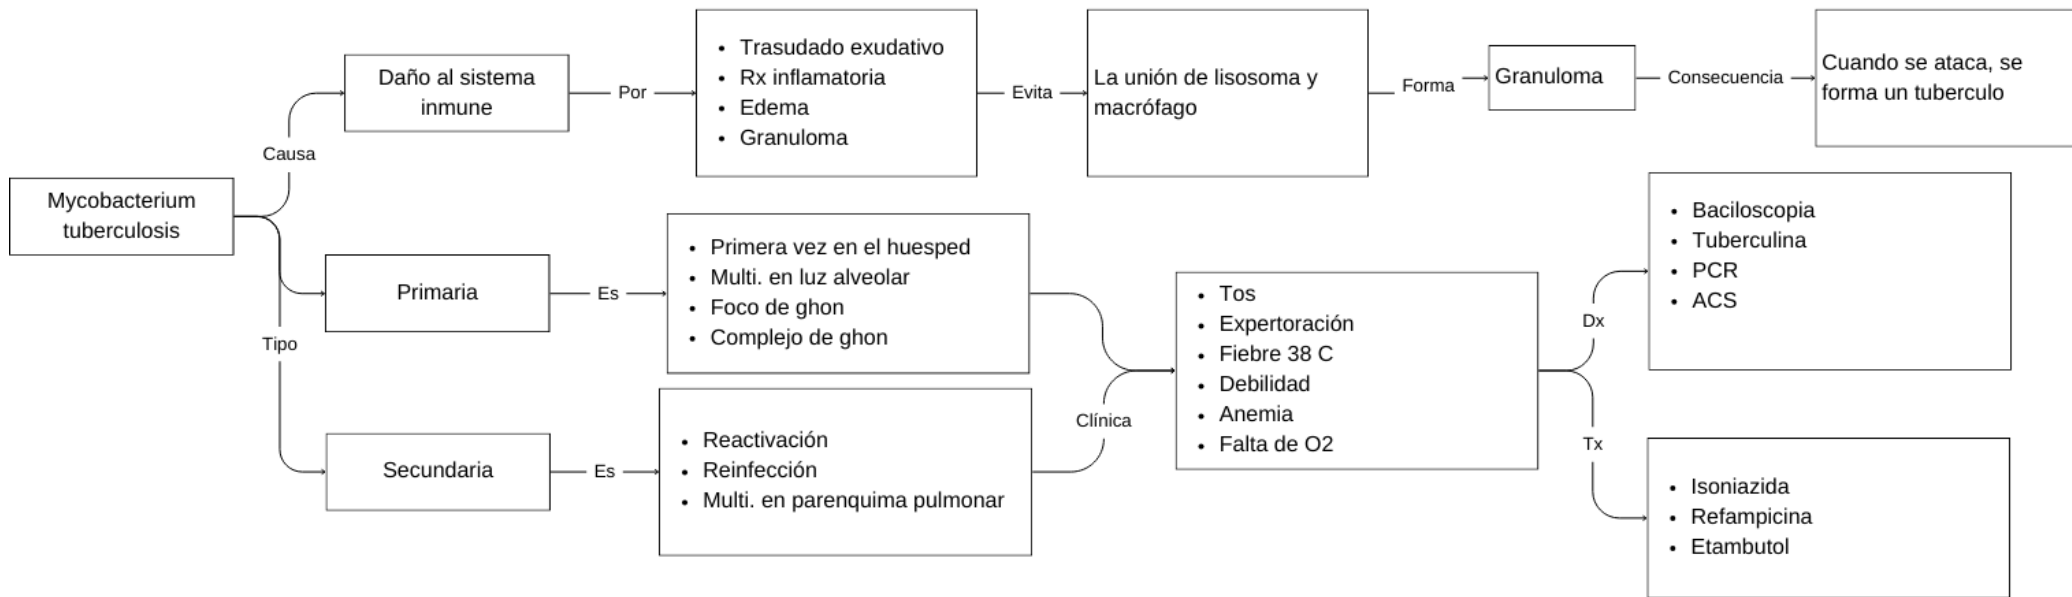 Mycobacterium
tuberculosis
Causa
Daño al sistema
inmune
Por
• Trasudado exudativo
• Rx inflamatoria
• Edema
• Granuloma
Evita
La unión de lisosoma y
macrófago
Forma
Granuloma
Consecuencia
Cuando se ataca, se
forma un tuberculo
Tipo
Primaria
Es
• Primera vez en el huesped
• Multi. en luz alveolar
• Foco de ghon
• Complejo de ghon
Secundaria
Es
• Reactivación
• Reinfección
• Multi. en parenquima pulmonar
Clínica
• Tos
• Expertoración
• Fiebre 38 C
• Debilidad
• Anemia
• Falta de O2
Dx
• Baciloscopia
• Tuberculina
• PCR
• ACS
Tx
• Isoniazida
• Refampicina
• Etambutol